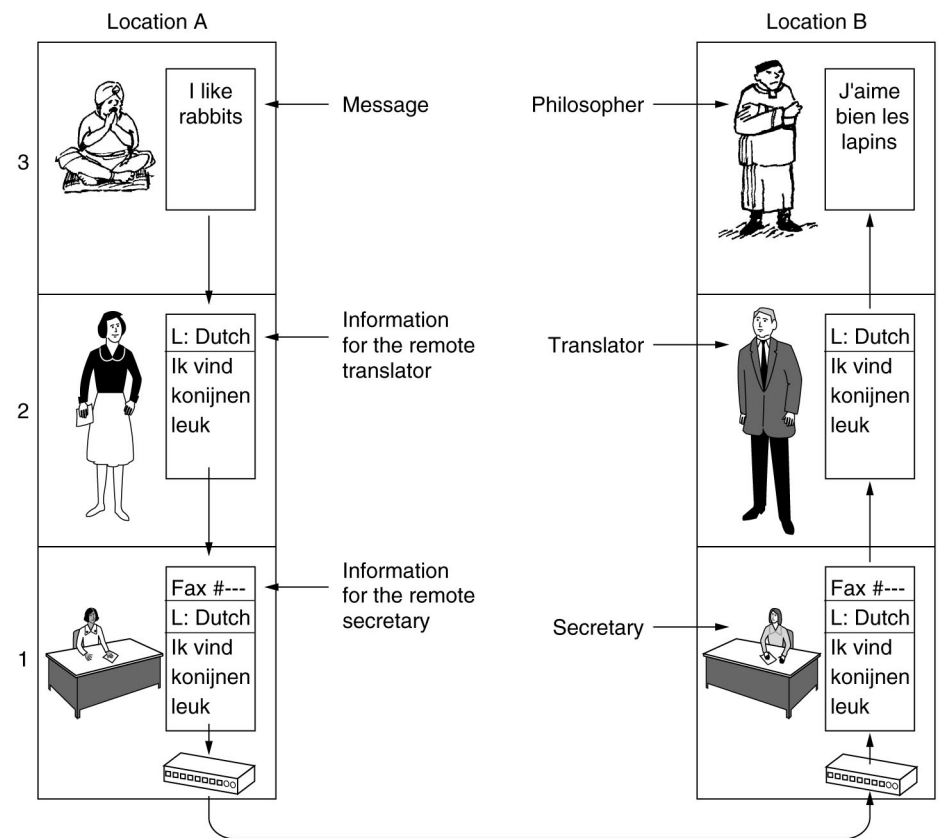 Location A
Location B
3
I like
rabbits
Message
Philosopher
J'aime
bien les
lapins
2
L: Dutch
Ik vind
konijnen
leuk
Information
for the remote
translator
Translator
L: Dutch
Ik vind
konijnen
leuk
1
Fax #---
L: Dutch
Ik vind
konijnen
leuk
Information
for the remote
secretary
Secretary
Fax #---
L: Dutch
Ik vind
konijnen
leuk